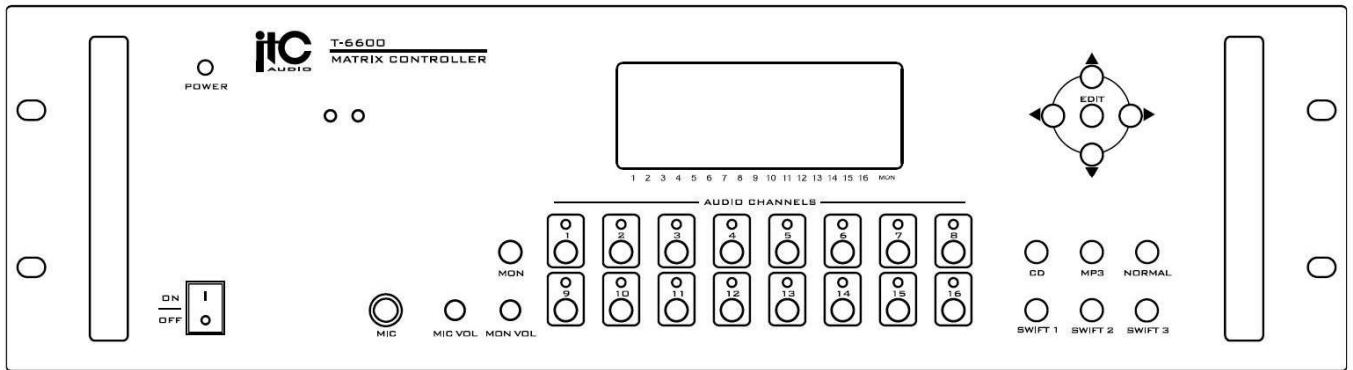 itC
AUDIO
T-6600
MATRIX CONTROLLER
POWER
EDIT
1 2 3 4 5 6 7 8 9 10 11 12 13 14 15 16 MON
AUDIO CHANNELS
1 2 3 4 5 6 7 8
MON
CD MP3 NORMAL
9 10 11 12 13 14 15 16
ON
OFF
MIC MIC VOL MON VOL
SWIFT 1 SWIFT 2 SWIFT 3